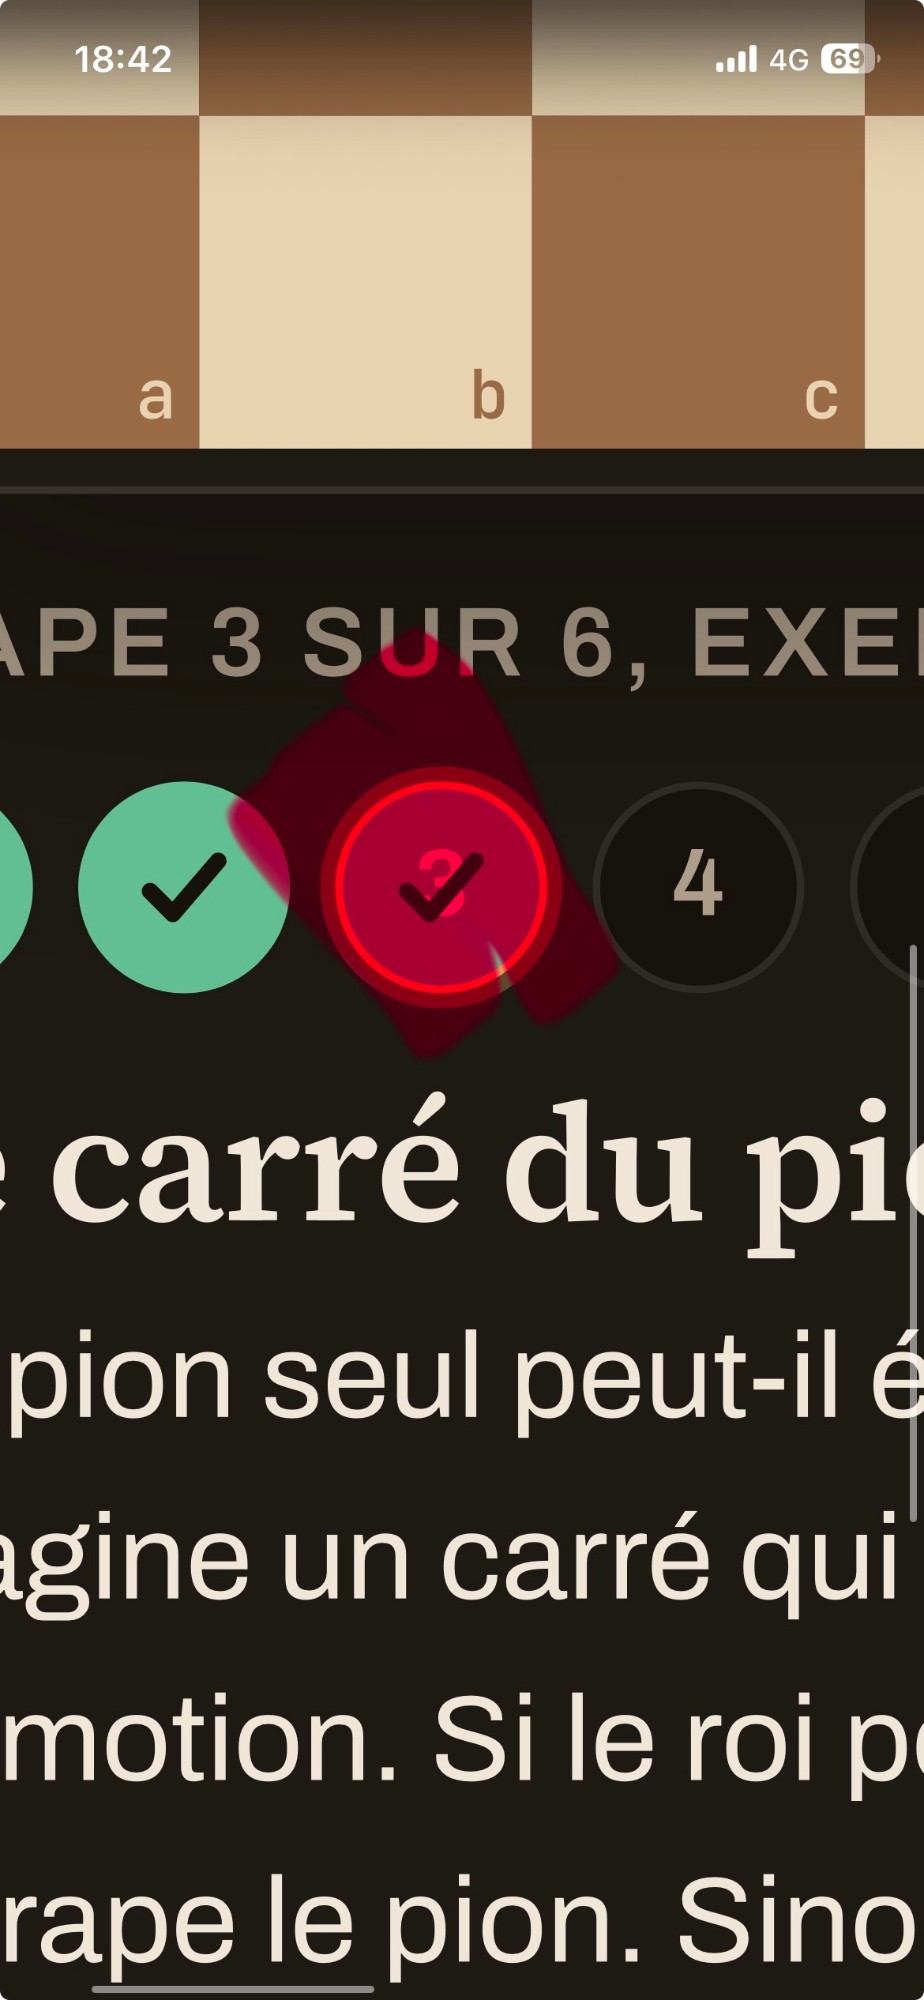 18:42 4G 69
a b c
APE 3 SUR 6, EXE
3 4
carré du pi
pion seul peut-il é
agine un carré qui
motion. Si le roi p
rape le pion. Sino